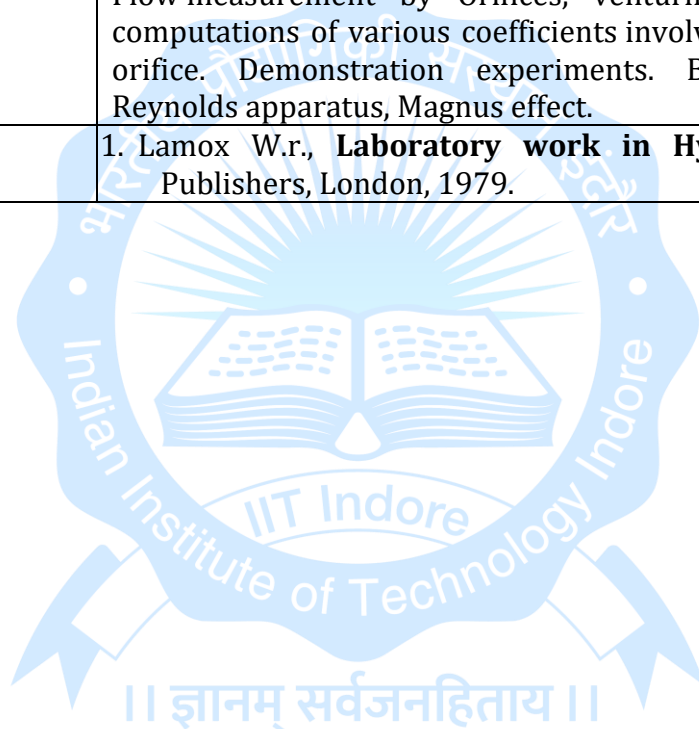 computations of various coefficients
orifice. Demonstration experiments.
Reynolds apparatus, Magnus effect.
1. Lamox W.r., Laboratory work in
Publishers, London, 1979.
भारतीय प्रौद्योगिकी संस्थान इंदौर
Indian Institute of Technology Indore
IIT Indore
।। ज्ञानम् सर्वजनहिताय ।।